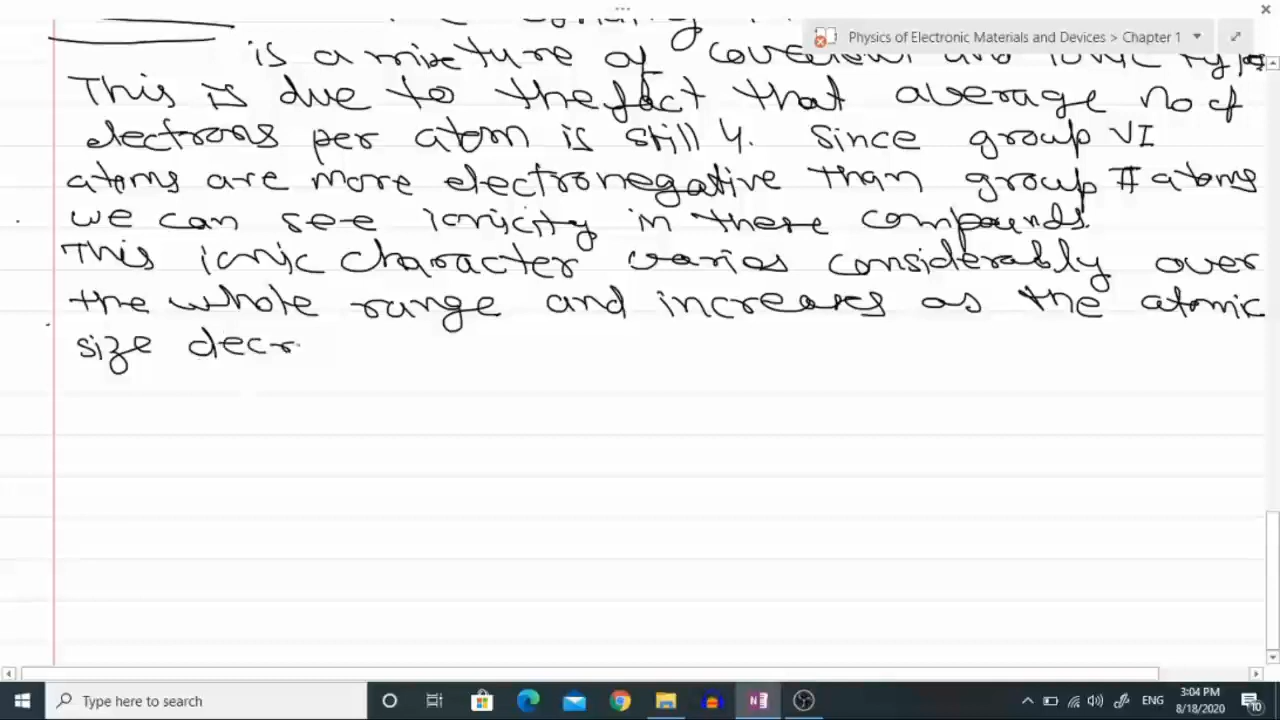 is a mixture of covalent and ionic type
Physics of Electronic Materials and Devices > Chapter 1
This is due to the fact that average no of
electrons per atom is still 4. Since group VI
atoms are more electronegative than group II atoms
we can see ionicity in these compounds.
This ionic character varies considerably over
the whole range and increases as the atomic
size decr
Type here to search
ENG
3:04 PM
8/18/2020
10